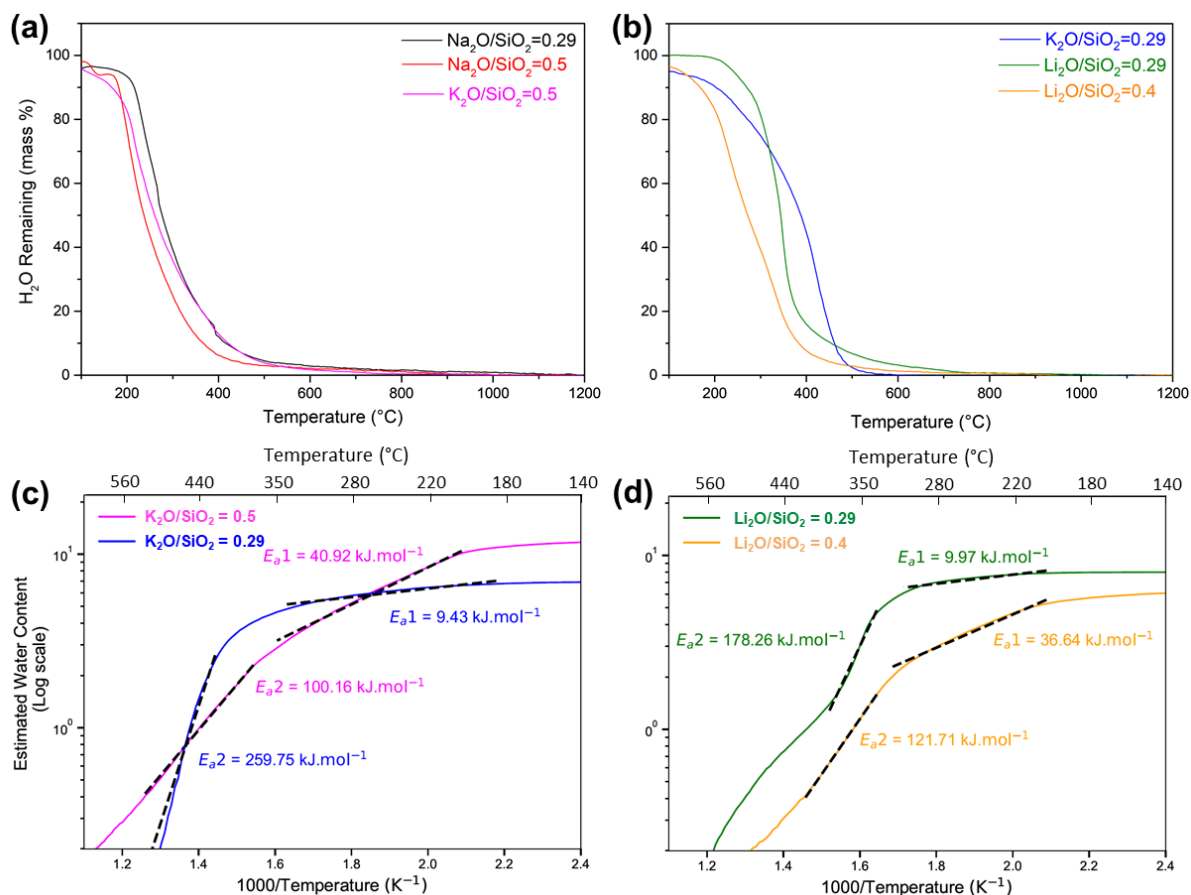 (a)
Na₂O/SiO₂=0.29
Na₂O/SiO₂=0.5
K₂O/SiO₂=0.5
100
80
60
40
20
0
H₂O Remaining (mass %)
200 400 600 800 1000 1200
Temperature (°C)
(b)
K₂O/SiO₂=0.29
Li₂O/SiO₂=0.29
Li₂O/SiO₂=0.4
100
80
60
40
20
0
200 400 600 800 1000 1200
Temperature (°C)
(c)
Temperature (°C)
560 440 350 280 220 180 140
K₂O/SiO₂ = 0.5
K₂O/SiO₂ = 0.29
Eₐ1 = 40.92 kJ.mol⁻¹
Eₐ1 = 9.43 kJ.mol⁻¹
Eₐ2 = 100.16 kJ.mol⁻¹
Eₐ2 = 259.75 kJ.mol⁻¹
10¹
10⁰
Estimated Water Content
(Log scale)
1.2 1.4 1.6 1.8 2.0 2.2 2.4
1000/Temperature (K⁻¹)
(d)
Temperature (°C)
560 440 350 280 220 180 140
Li₂O/SiO₂ = 0.29
Li₂O/SiO₂ = 0.4
Eₐ1 = 9.97 kJ.mol⁻¹
Eₐ2 = 178.26 kJ.mol⁻¹
Eₐ1 = 36.64 kJ.mol⁻¹
Eₐ2 = 121.71 kJ.mol⁻¹
10¹
10⁰
1.2 1.4 1.6 1.8 2.0 2.2 2.4
1000/Temperature (K⁻¹)